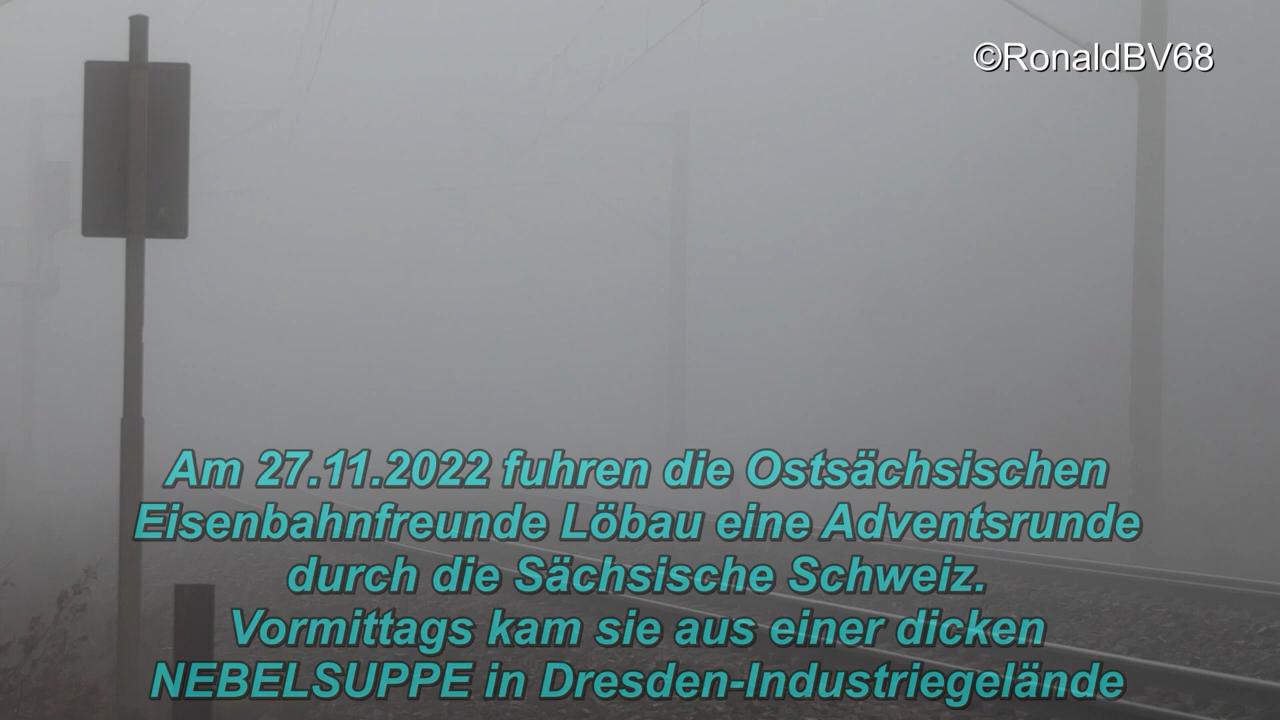 ©RonaldBV68
Am 27.11.2022 fuhren die Ostsächsischen
Eisenbahnfreunde Löbau eine Adventsrunde
durch die Sächsische Schweiz.
Vormittags kam sie aus einer dicken
NEBELSUPPE in Dresden-Industriegelände